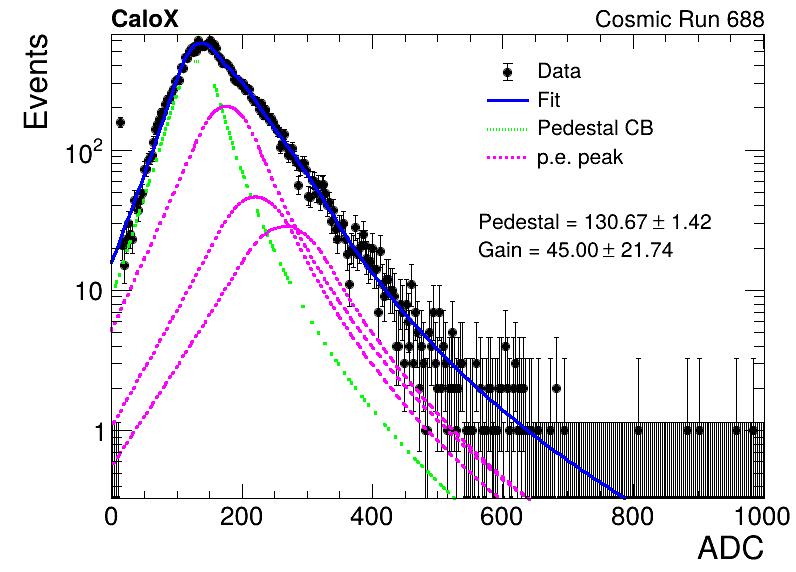 CaloX
Cosmic Run 688
Events
Data
Fit
Pedestal CB
p.e. peak
Pedestal = 130.67 ± 1.42
Gain = 45.00 ± 21.74
10²
10
1
0 200 400 600 800 1000
ADC